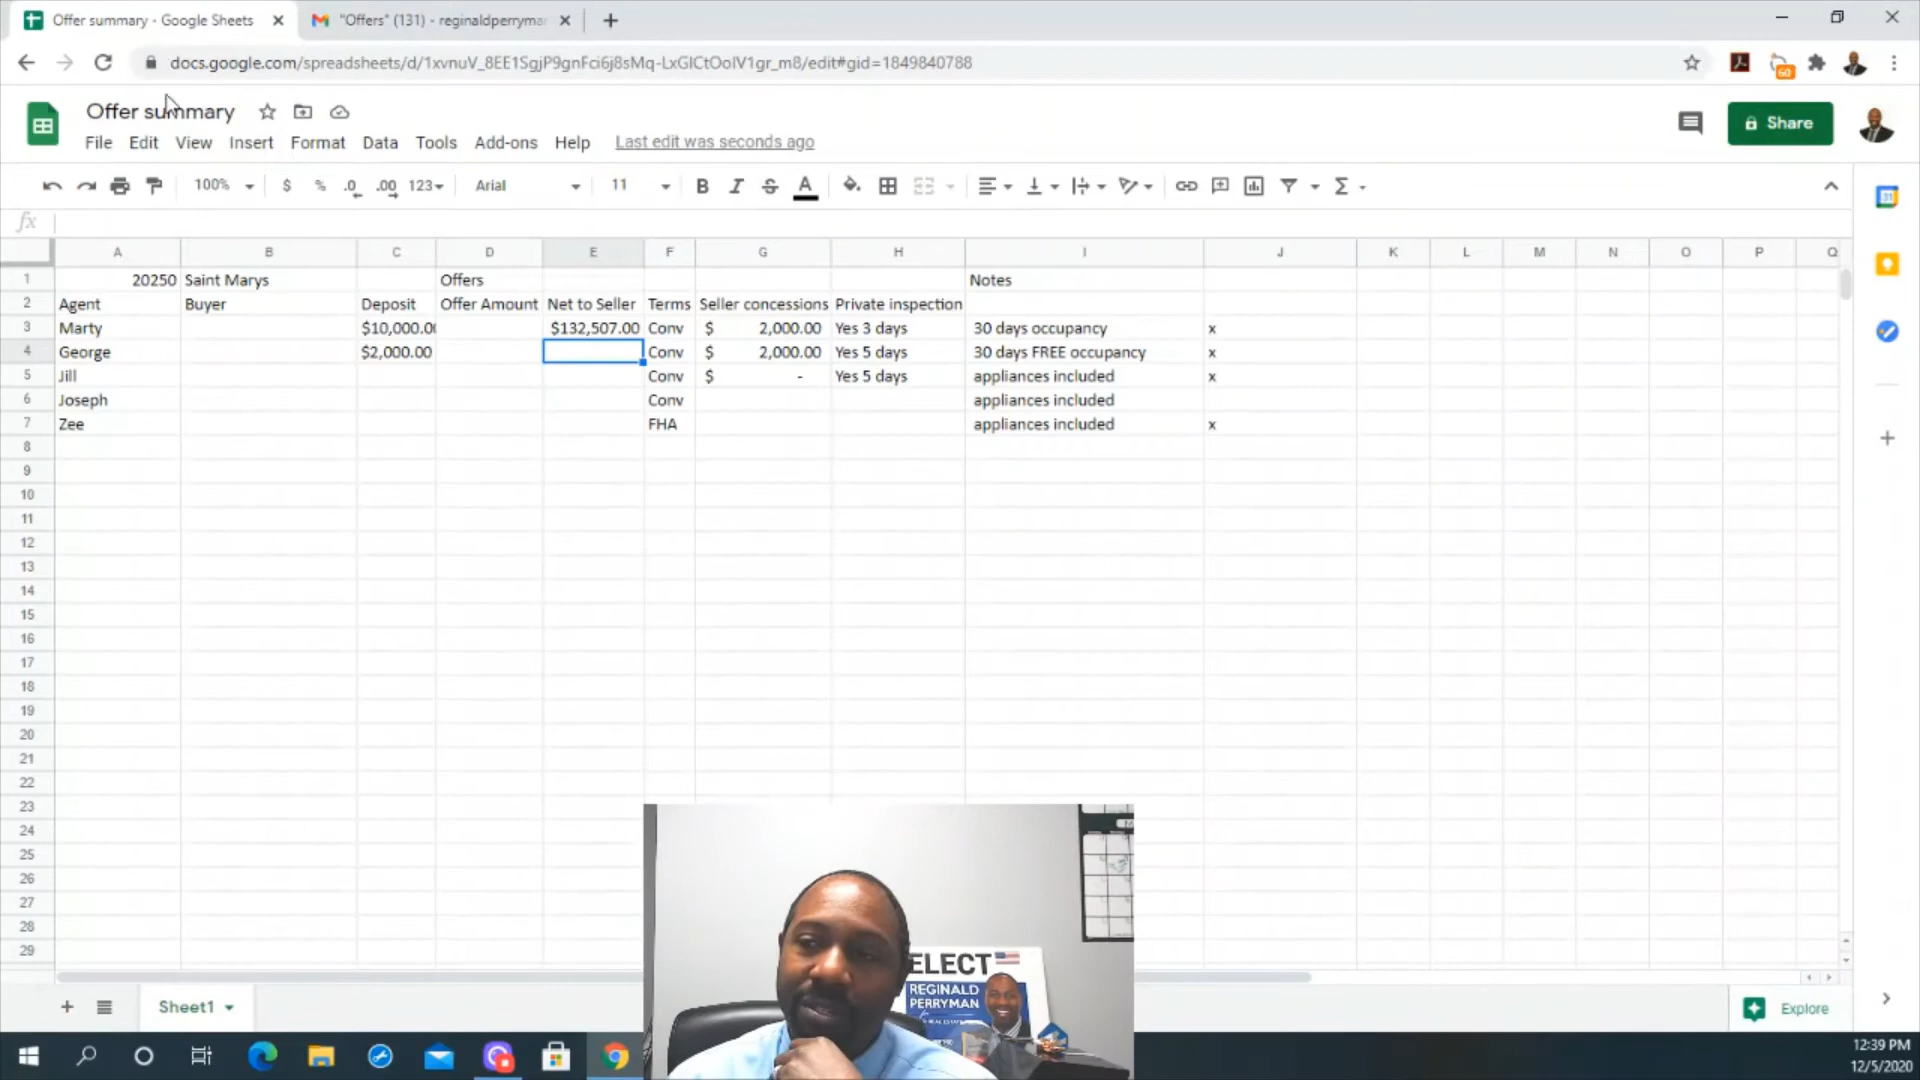 Offer summary - Google Sheets
"Offers" (131) - reginaldperryma
docs.google.com/spreadsheets/d/1xvnuV_8EE1SgjP9gnFci6j8sMq-LxGlCtOoIV1gr_m8/edit#gid=1849840788
60
Offer summary
Share
File Edit View Insert Format Data Tools Add-ons Help Last edit was seconds ago
100% $ % .0 .00 123 Arial 11 B I S A Σ
fx
31
A B C D E F G H I J K L M N O P Q
1 20250 Saint Marys Offers Notes
2 Agent Buyer Deposit Offer Amount Net to Seller Terms Seller concessions Private inspection
3 Marty $10,000.0 $132,507.00 Conv $ 2,000.00 Yes 3 days 30 days occupancy x
4 George $2,000.00 Conv $ 2,000.00 Yes 5 days 30 days FREE occupancy x
5 Jill Conv $ - Yes 5 days appliances included x
6 Joseph Conv appliances included
7 Zee FHA appliances included x
8
9
10
11
12
13
14
15
16
17
18
19
20
21
22
23
24
25
26
27
28
29
ELECT
REGINALD
PERRYMAN
Sheet1
Explore
12:39 PM
12/5/2020